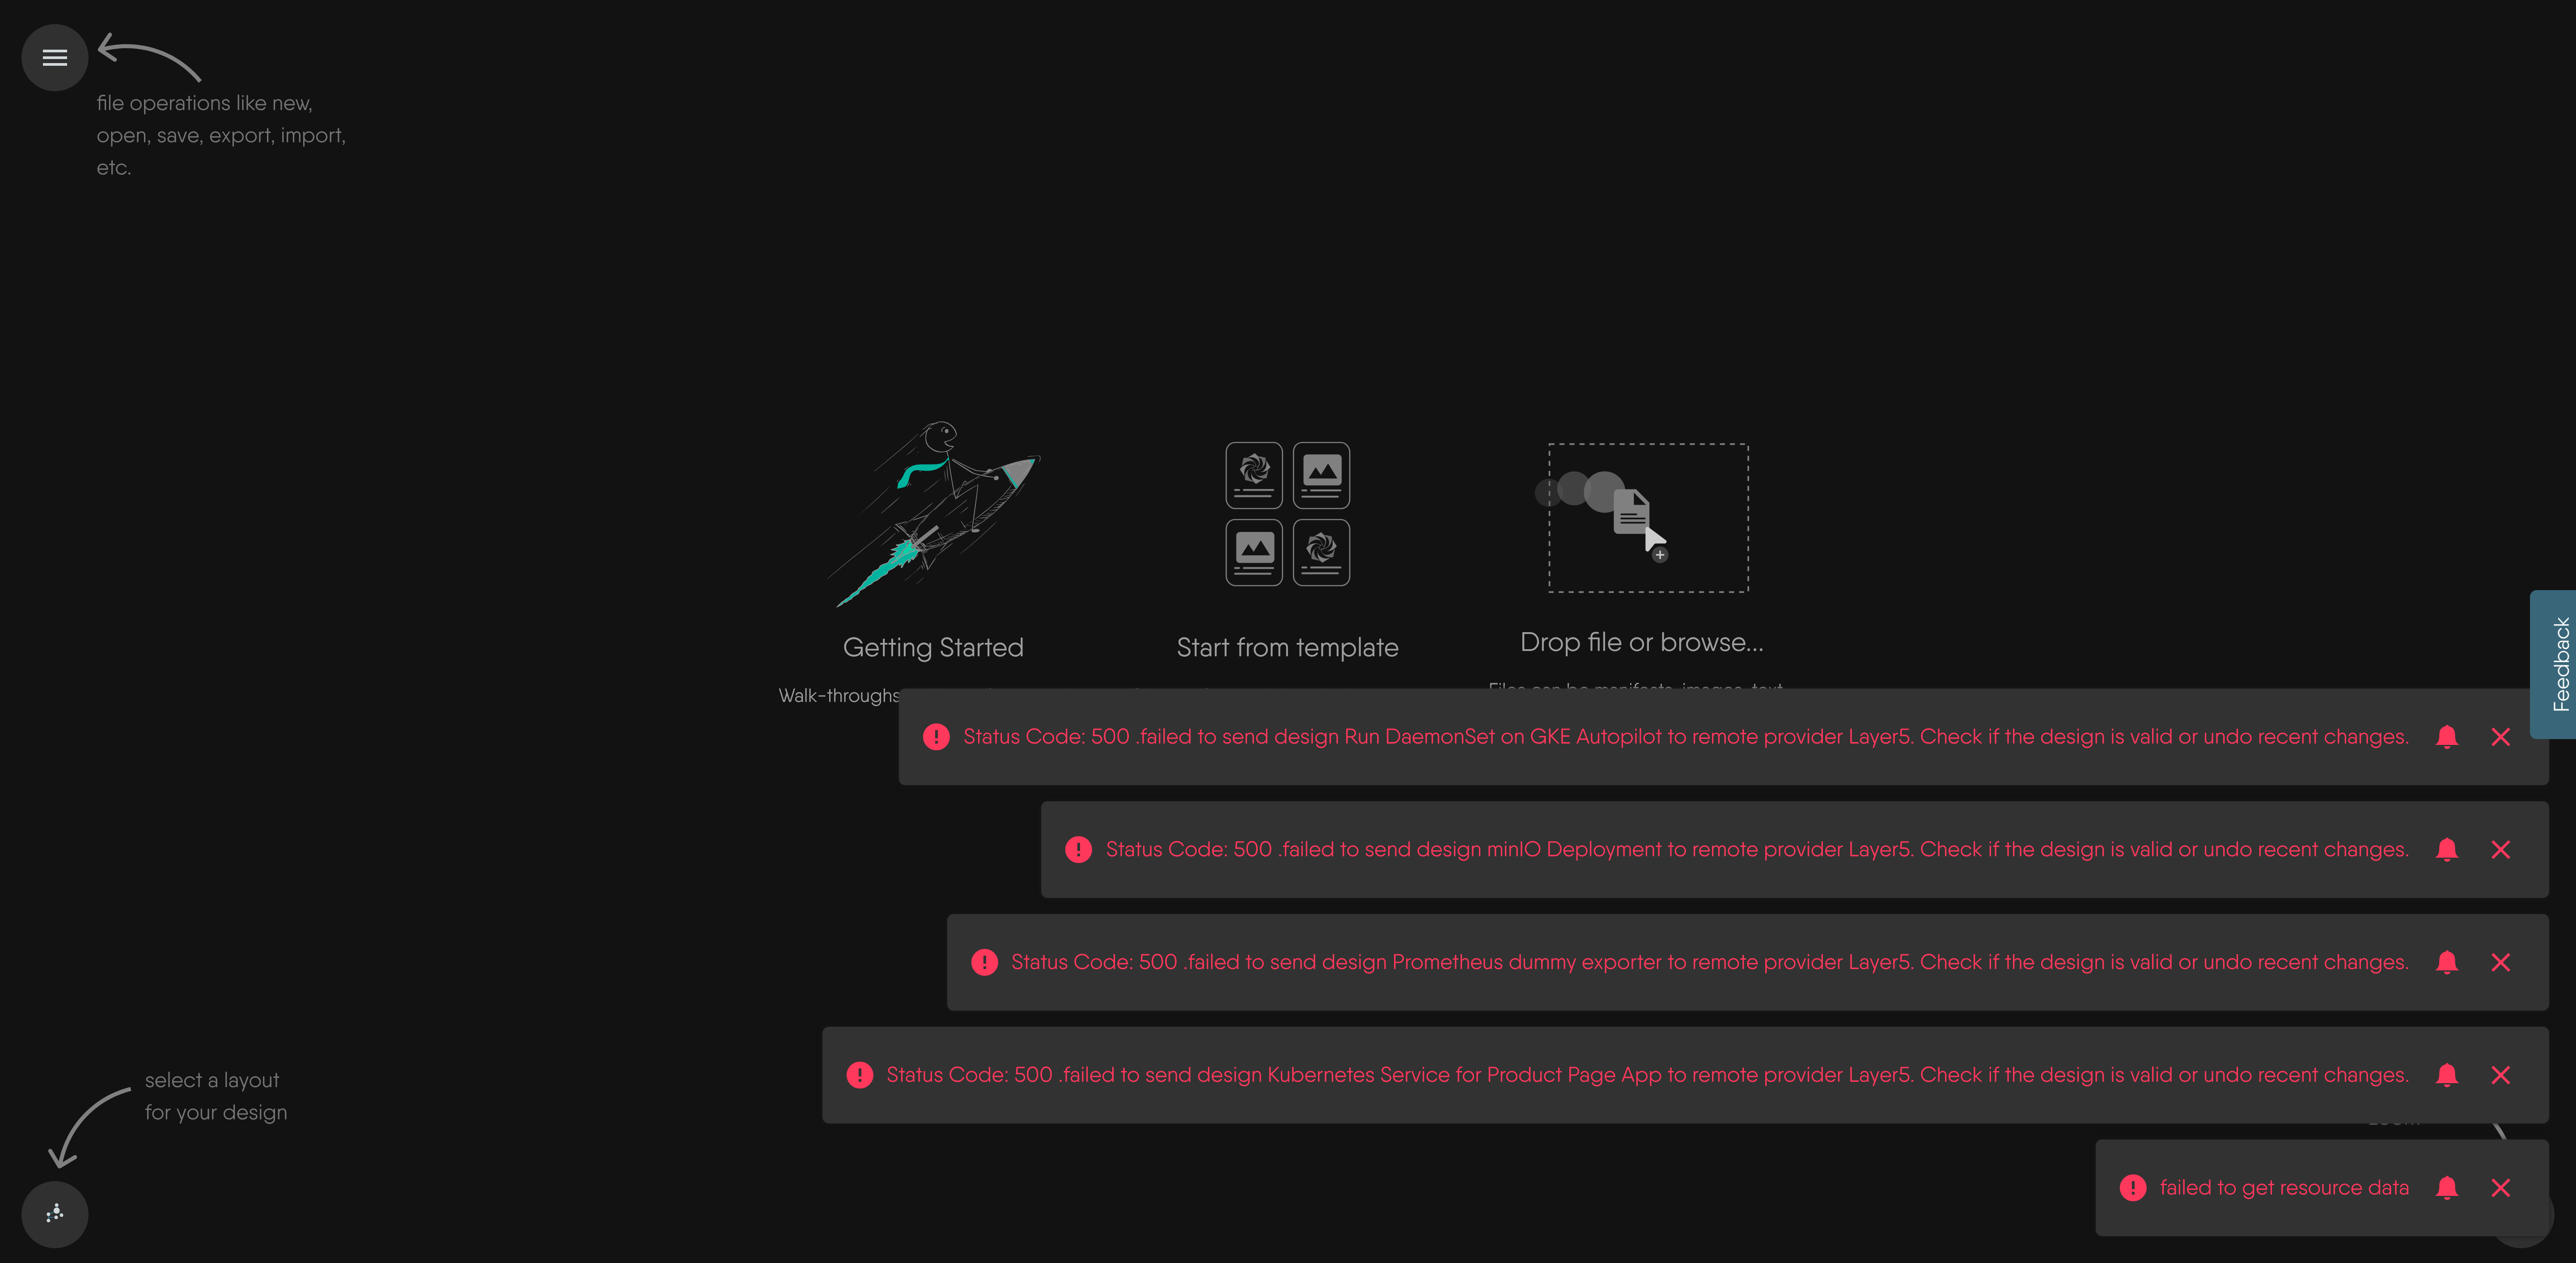 file operations like new,
open, save, export, import,
etc.
Getting Started
Start from template
Drop file or browse...
Walk-throughs
Files can be manifests, images, text
Feedback
Status Code: 500 .failed to send design Run DaemonSet on GKE Autopilot to remote provider Layer5. Check if the design is valid or undo recent changes.
Status Code: 500 .failed to send design minIO Deployment to remote provider Layer5. Check if the design is valid or undo recent changes.
Status Code: 500 .failed to send design Prometheus dummy exporter to remote provider Layer5. Check if the design is valid or undo recent changes.
Status Code: 500 .failed to send design Kubernetes Service for Product Page App to remote provider Layer5. Check if the design is valid or undo recent changes.
select a layout
for your design
failed to get resource data